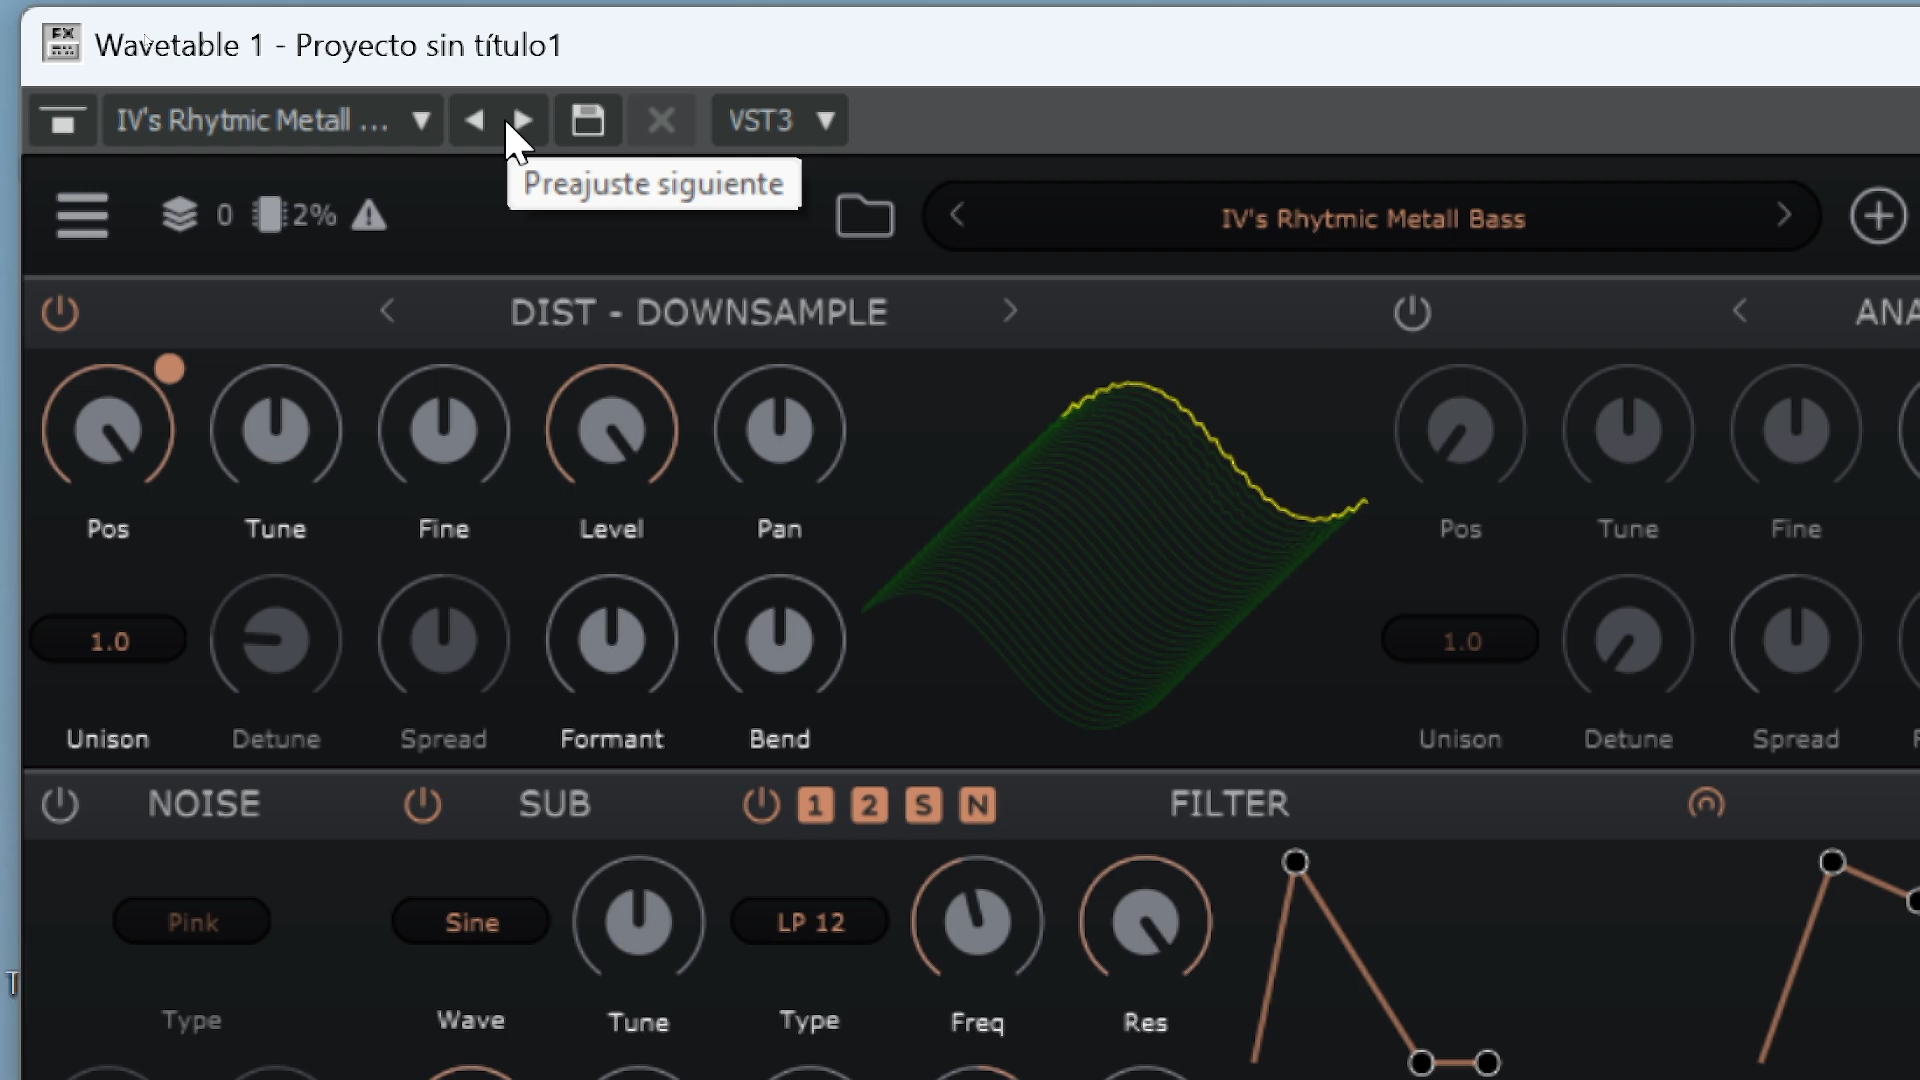 FX
Wavetable 1 - Proyecto sin título1
IV's Rhytmic Metall ...
VST3
Preajuste siguiente
0
2%
IV's Rhytmic Metall Bass
DIST - DOWNSAMPLE
ANA
Pos
Tune
Fine
Level
Pan
Pos
Tune
Fine
1.0
1.0
Unison
Detune
Spread
Formant
Bend
Unison
Detune
Spread
F
NOISE
SUB
1
2
S
N
FILTER
Pink
Sine
LP 12
T
Type
Wave
Tune
Type
Freq
Res